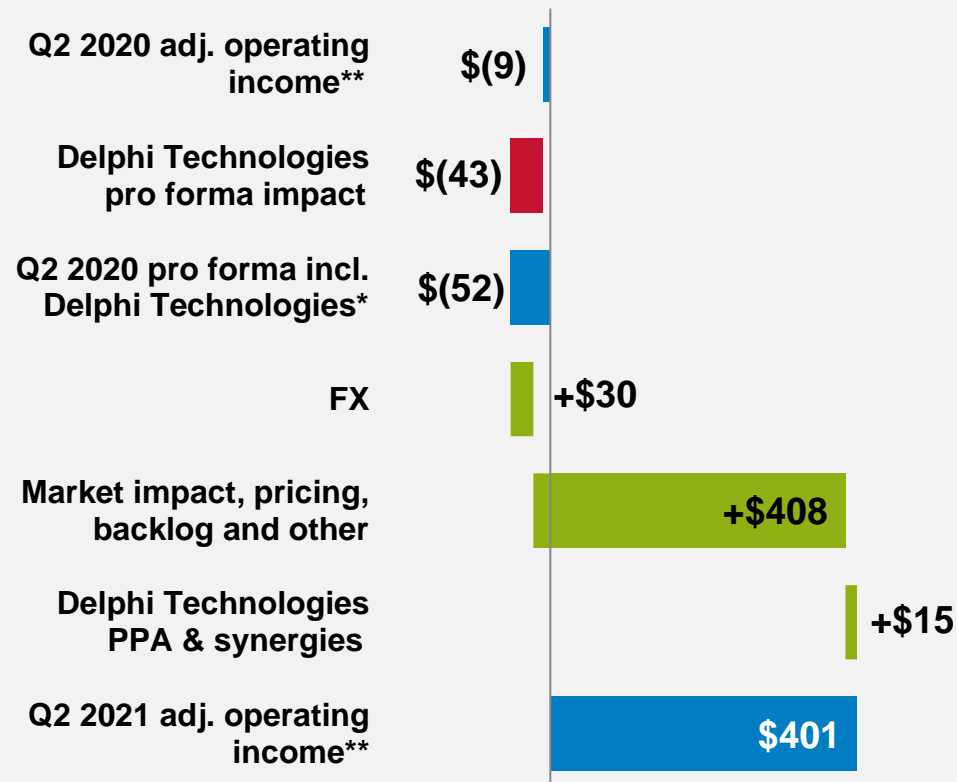 Q2 2020 adj. operating
income**
$(9)
Delphi Technologies
pro forma impact
$(43)
Q2 2020 pro forma incl.
Delphi Technologies*
$(52)
FX
+$30
Market impact, pricing,
backlog and other
+$408
Delphi Technologies
PPA & synergies
+$15
Q2 2021 adj. operating
income**
$401